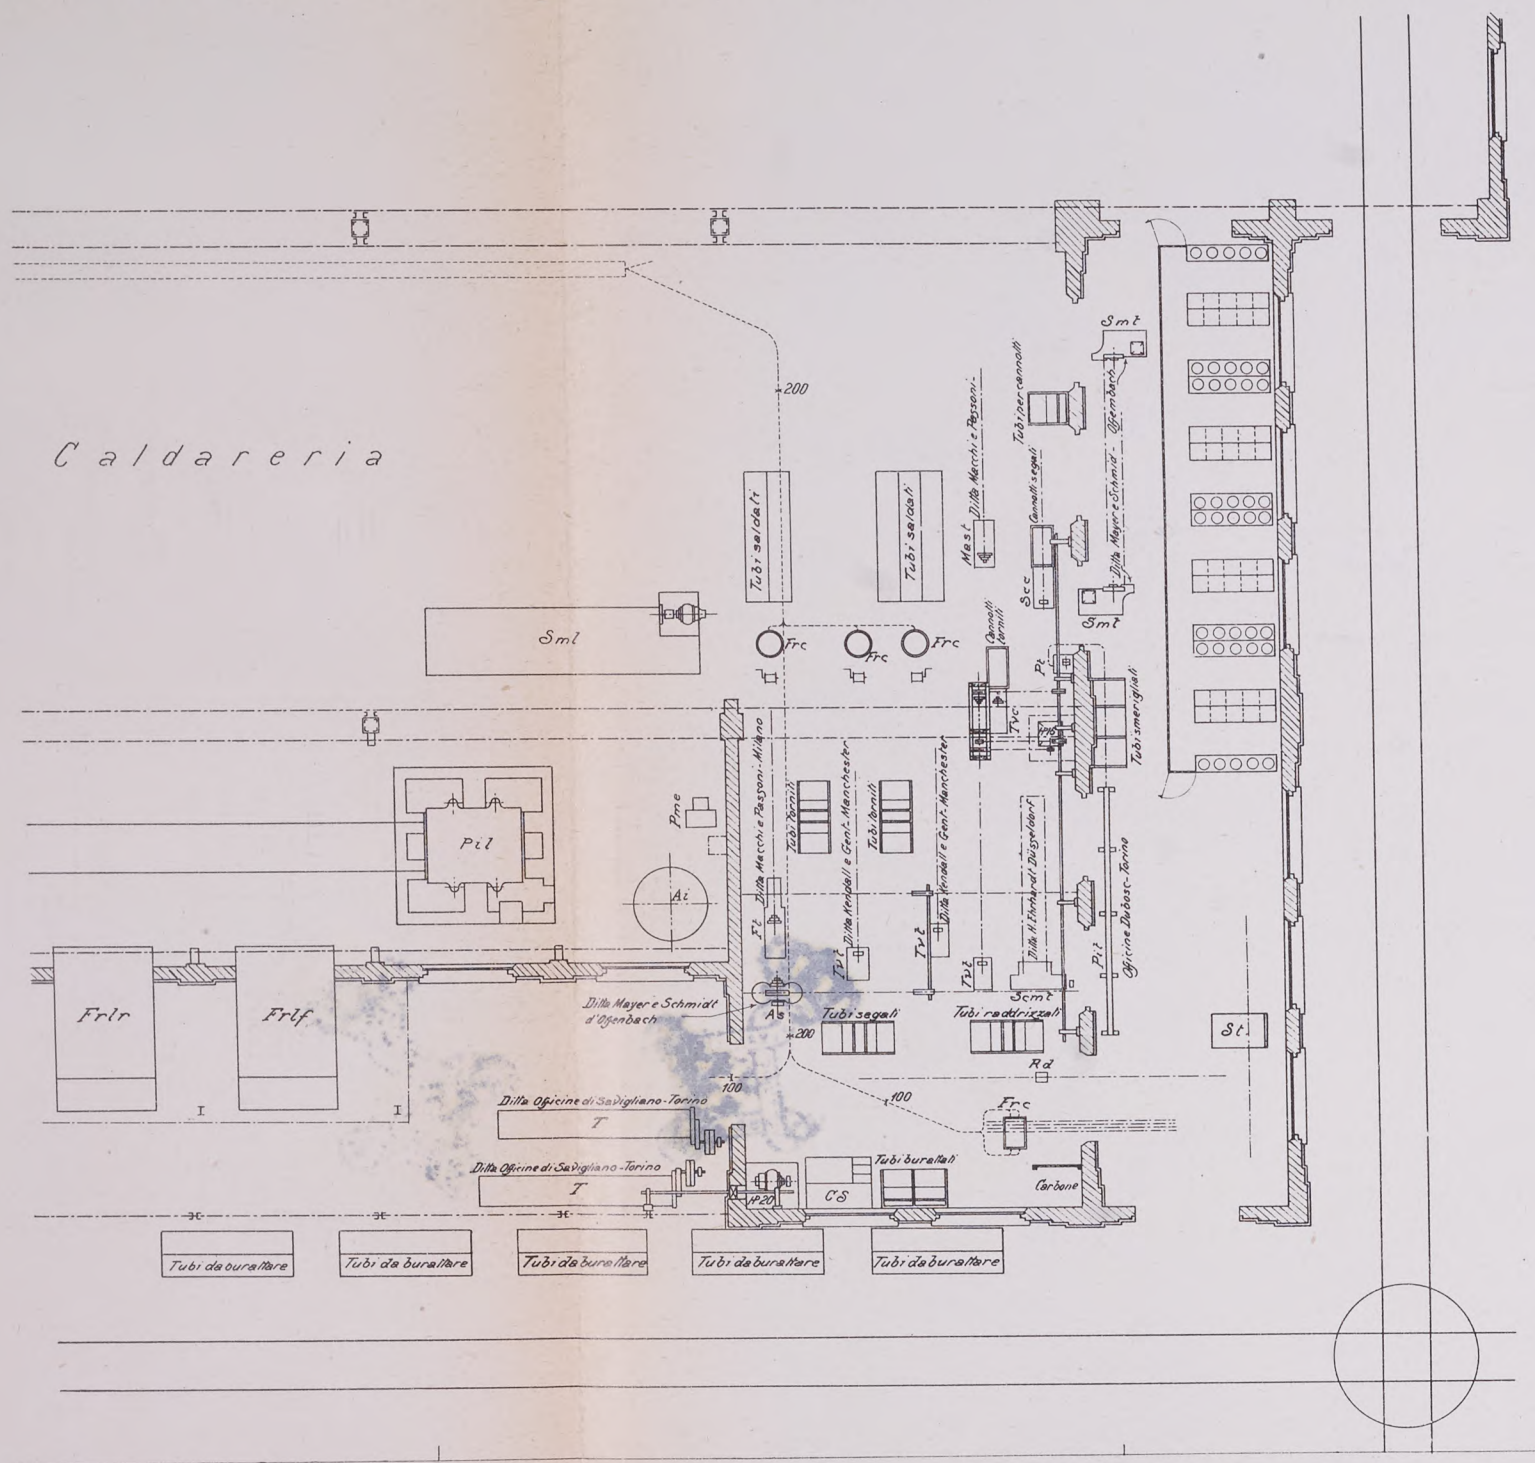 Smt
Tubi per cannotti
Ditta Macchi e Passoni-
Ditta Mayer e Schmid - Offembach
200
Caldareria
Cannotti segati
Tubi saldati
Tubi saldati
Mast
Scc
Smt
Sml
Frc
Frc
Frc
Cannotti torniti
Pt
Tubi smerigliati
Tvc
Ditta Macchi e Passoni-Milano
Ditta Kendall e Gent. Manchester
Ditta Kendall e Gent. Manchester
Pme
Tubi torniti
Tubi torniti
Ditta H. Ehrhardt Düsseldorf
Officine Dubosc-Torino
Pil
Ai
Ft
Tvt
Tvt
Tvt
Pit
Scmt
Frlr
Frlf
Ditta Mayer e Schmidt
d'Offenbach
As
Tubi segati
Tubi raddrizzati
St.
200
Rd
100
100
Frc
Ditta Officine di Savigliano-Torino
T
Ditta Officine di Savigliano-Torino
T
HP20
CS
Tubi burattati
Carbone
Tubi da burattare
Tubi da burattare
Tubi da burattare
Tubi da burattare
Tubi da burattare